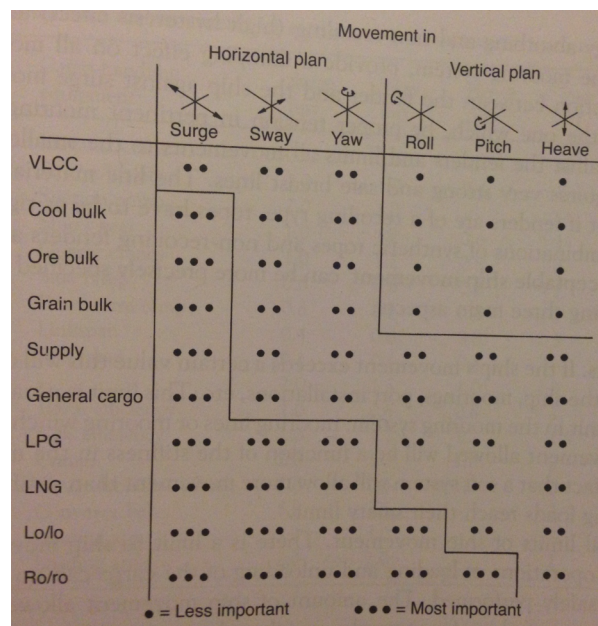 Movement in
Horizontal plan Vertical plan
Surge Sway Yaw Roll Pitch Heave
VLCC •• •• •• • • •
Cool bulk ••• •• •• • • •
Ore bulk ••• •• •• • • •
Grain bulk ••• •• •• • • •
Supply ••• •• •• •• •• ••
General cargo ••• •• •• •• •• ••
LPG ••• ••• ••• •• •• ••
LNG ••• ••• ••• •• •• ••
Lo/lo ••• ••• ••• ••• •• ••
Ro/ro ••• ••• ••• ••• ••• ••
• = Less important ••• = Most important